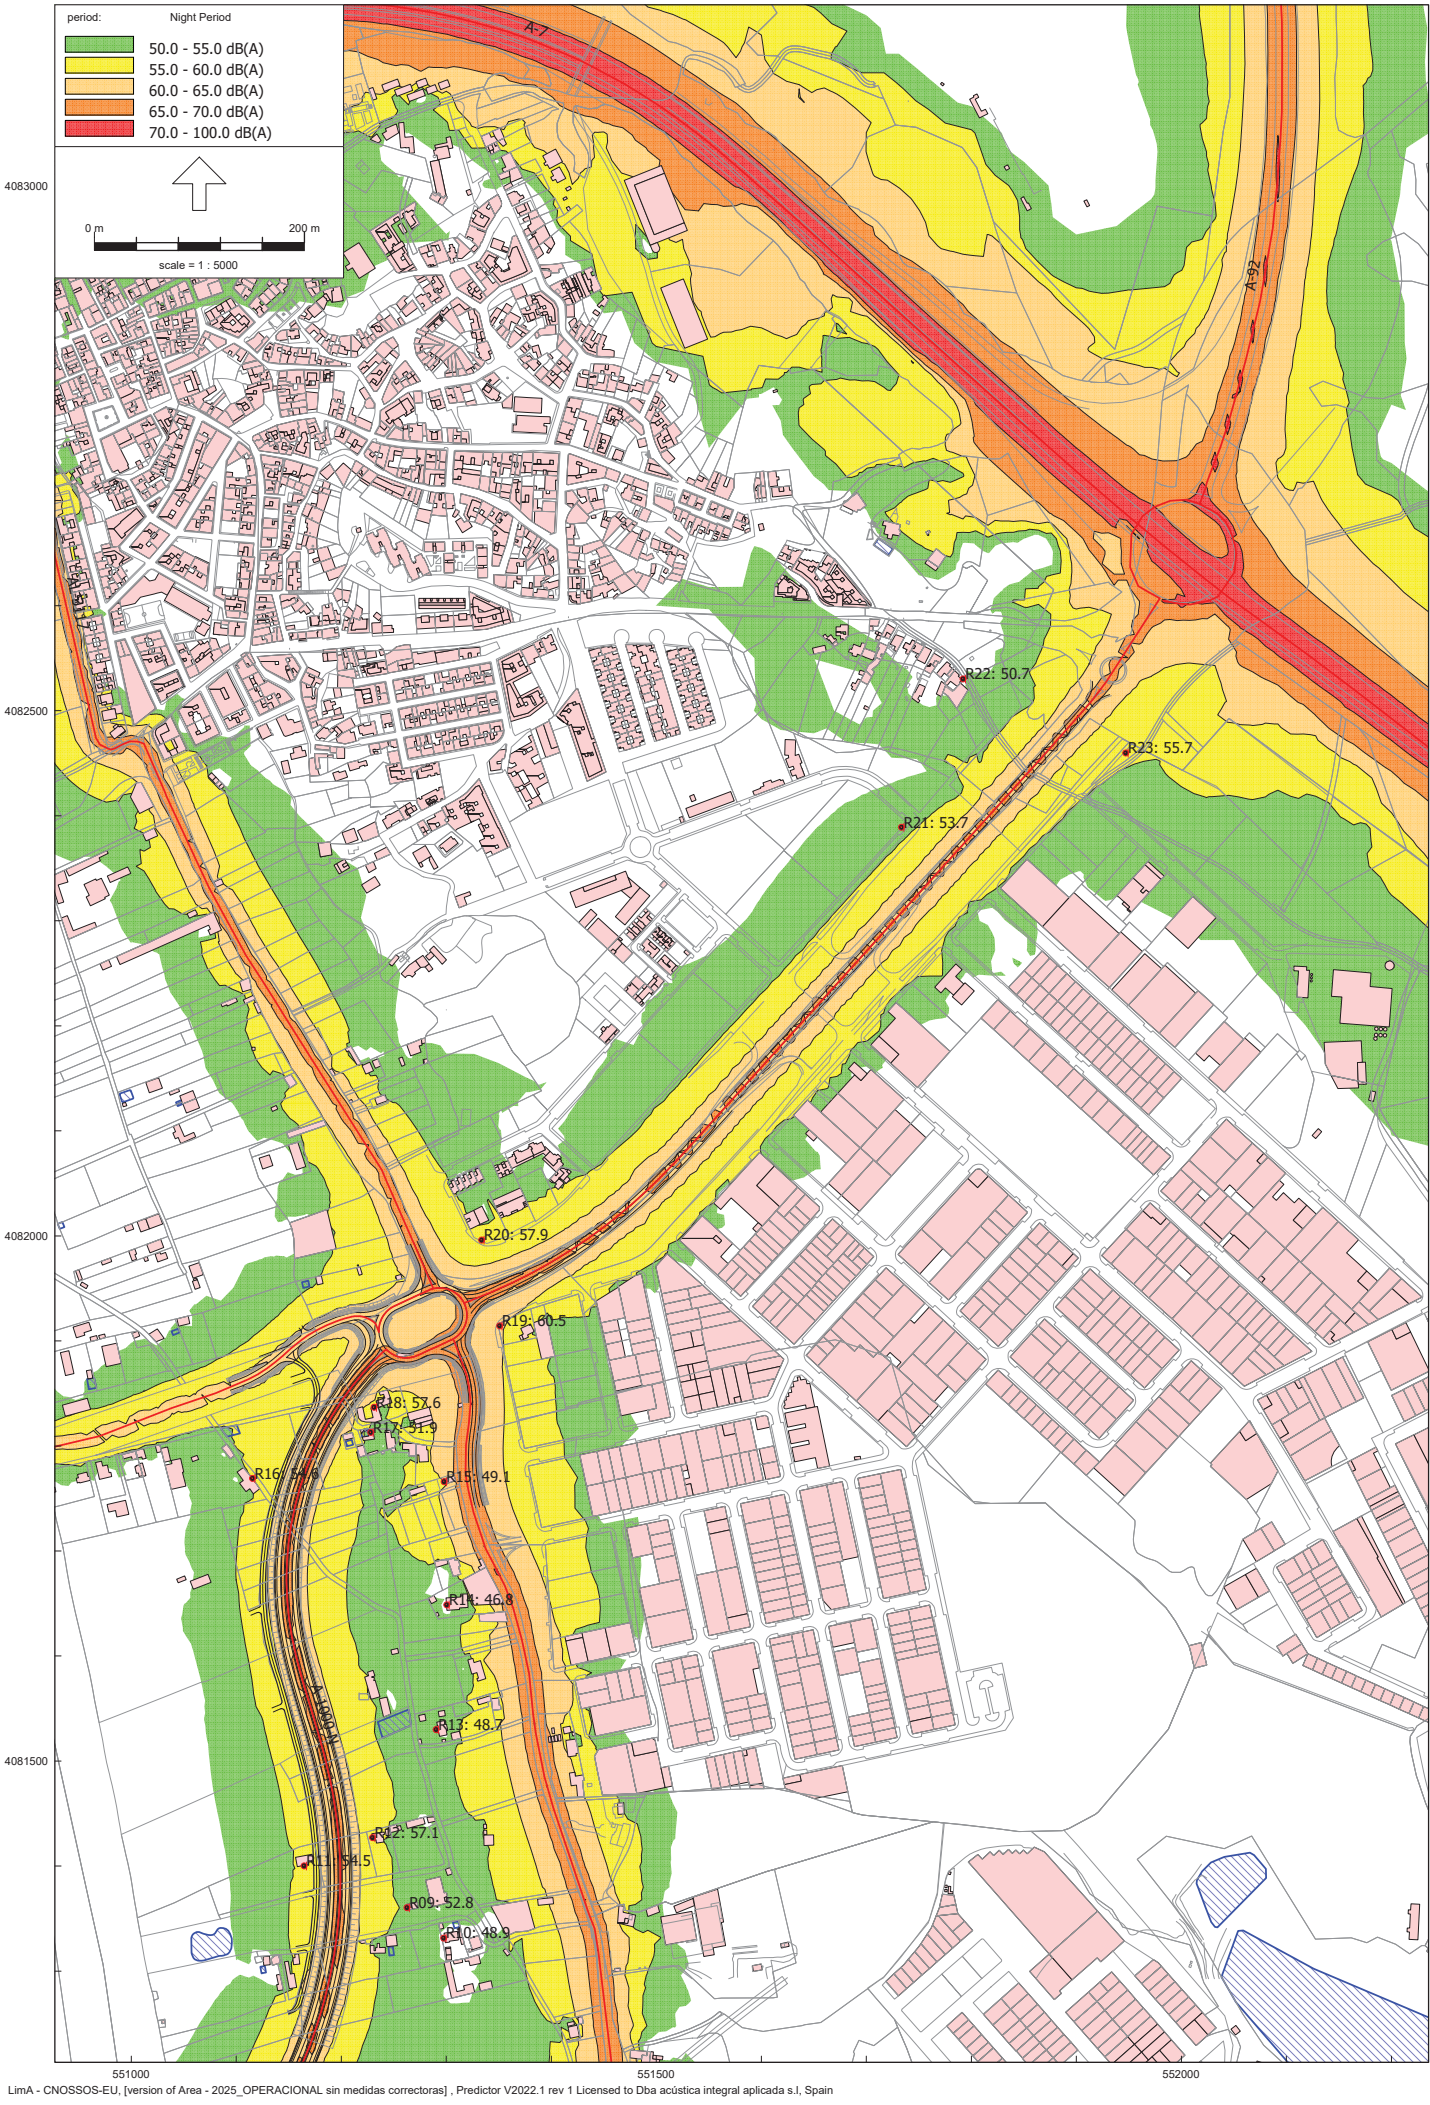 period: Night Period
50.0 - 55.0 dB(A)
55.0 - 60.0 dB(A)
60.0 - 65.0 dB(A)
65.0 - 70.0 dB(A)
70.0 - 100.0 dB(A)
0 m 200 m
scale = 1 : 5000
A-7
A-92
4083000
4082500
4082000
4081500
R22: 50.7
R23: 55.7
R21: 53.7
R20: 57.9
R19: 60.5
R18: 57.6
R17: 51.9
R16: 54.6
R15: 49.1
R14: 46.8
A-1000-N
R13: 48.7
R12: 57.1
R11: 54.5
R09: 52.8
R10: 48.9
551000 551500 552000
LimA - CNOSSOS-EU, [version of Area - 2025_OPERACIONAL sin medidas correctoras] , Predictor V2022.1 rev 1 Licensed to Dba acústica integral aplicada s.l, Spain